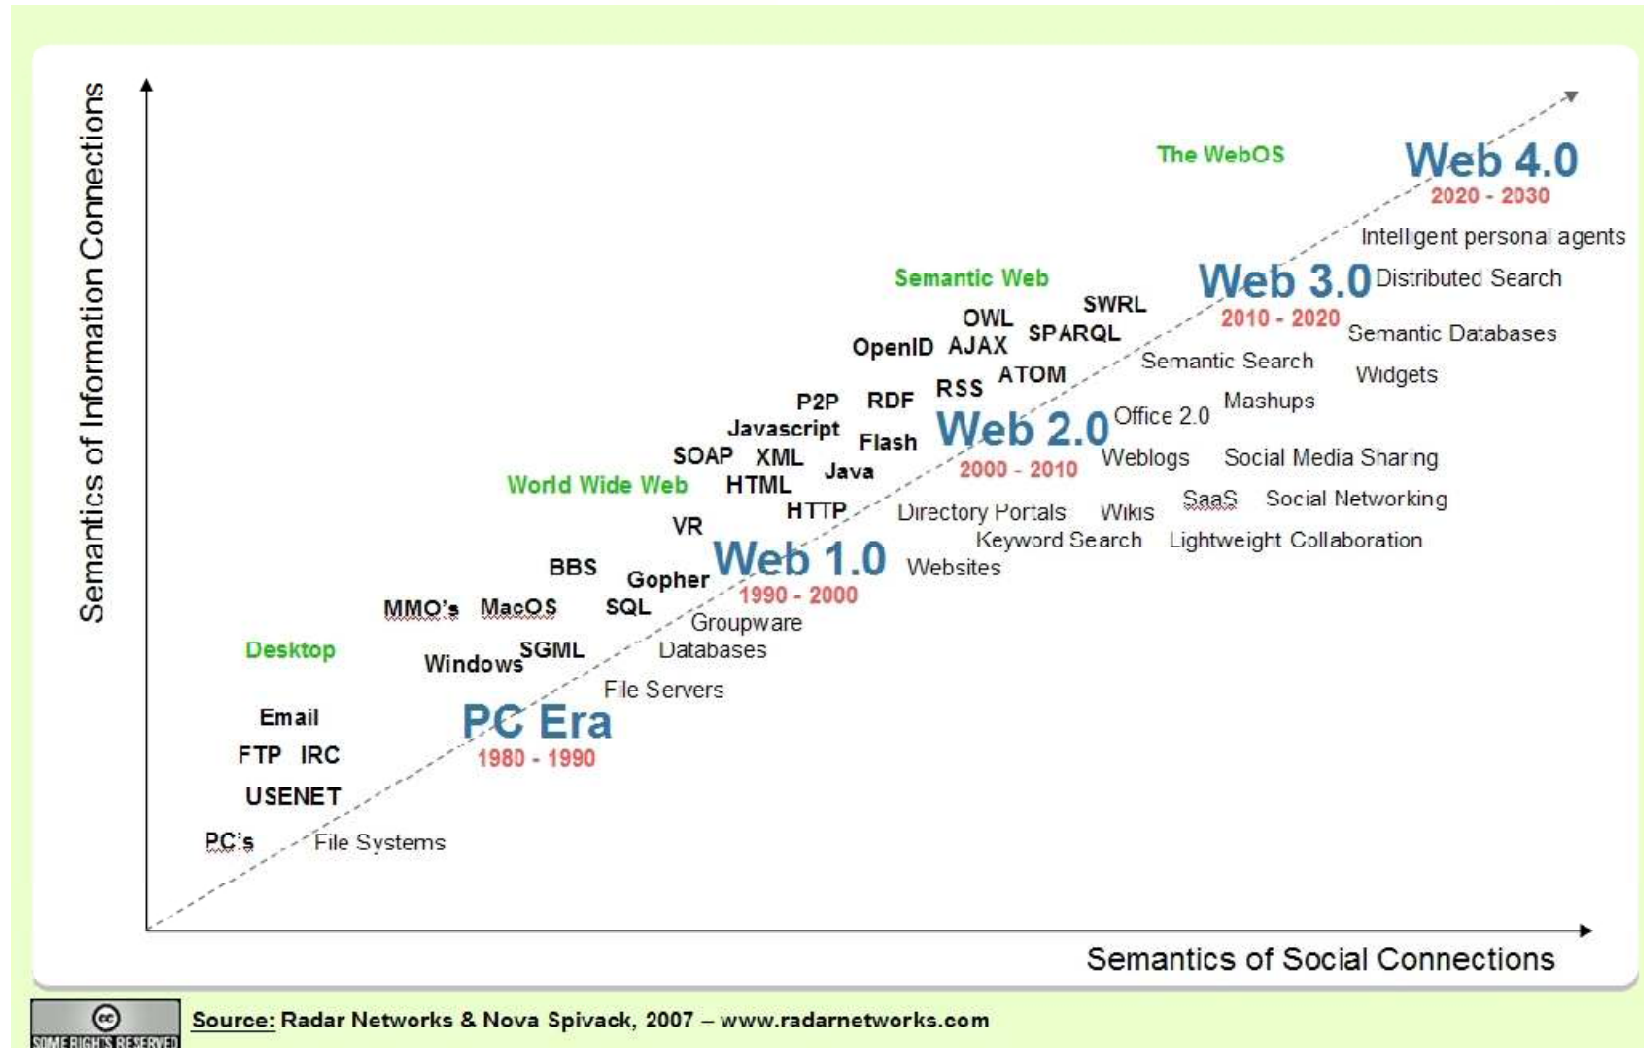 Semantics of Information Connections
The WebOS
Web 4.0
2020 - 2030
Intelligent personal agents
Semantic Web
Web 3.0
Distributed Search
2010 - 2020
SWRL
OWL
SPARQL
Semantic Databases
OpenID
AJAX
Semantic Search
ATOM
Widgets
RSS
P2P
RDF
Mashups
Office 2.0
Web 2.0
Javascript
Flash
SOAP
XML
2000 - 2010
Weblogs
Social Media Sharing
Java
World Wide Web
HTML
SaaS
Social Networking
HTTP
Directory Portals
Wikis
VR
Keyword Search
Lightweight Collaboration
Web 1.0
Websites
BBS
Gopher
1990 - 2000
MMO's
MacOS
SQL
Groupware
Desktop
SGML
Databases
Windows
File Servers
Email
PC Era
1980 - 1990
FTP
IRC
USENET
PC's
File Systems
Semantics of Social Connections
cc
SOME RIGHTS RESERVED
Source: Radar Networks & Nova Spivack, 2007 – www.radarnetworks.com